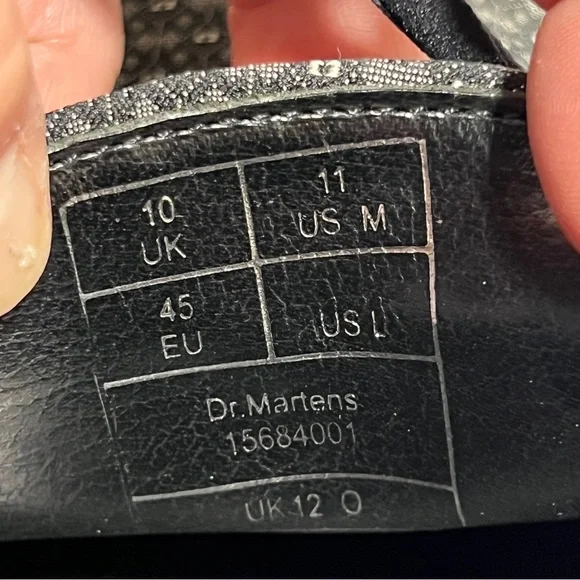 10
UK
11
US M
45
EU
US L
Dr.Martens
15684001
UK 12 O